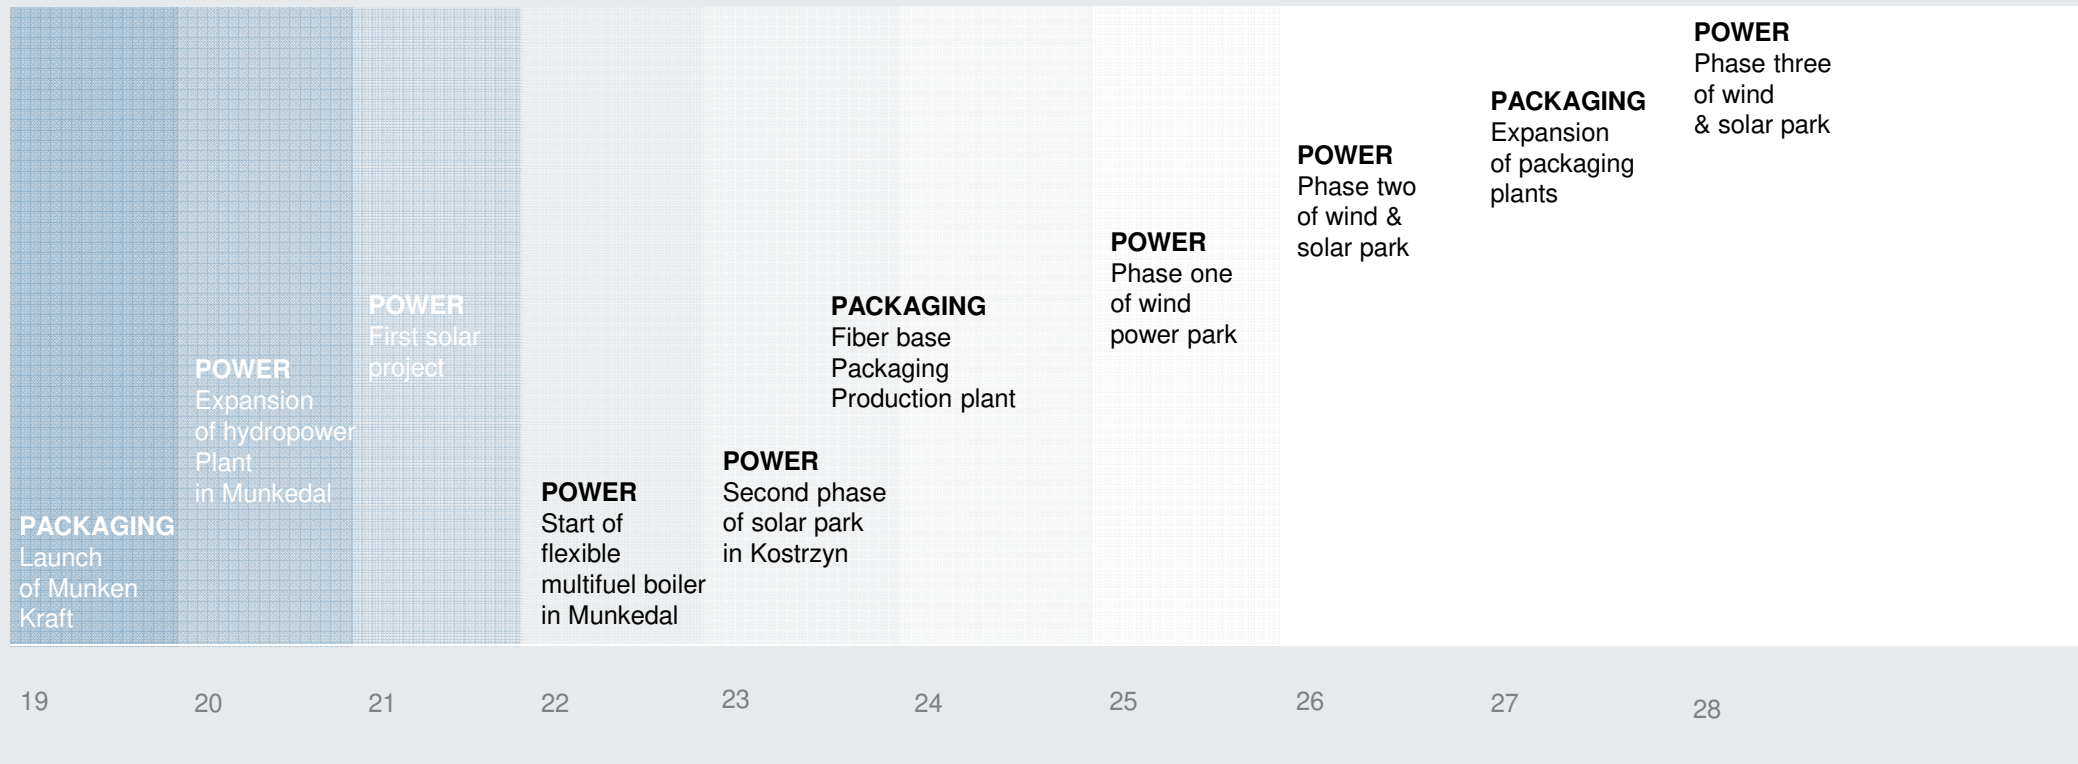 PACKAGING
Launch
of Munken
Kraft
POWER
Expansion
of hydropower
Plant
in Munkedal
POWER
First solar
project
POWER
Start of
flexible
multifuel boiler
in Munkedal
POWER
Second phase
of solar park
in Kostrzyn
PACKAGING
Fiber base
Packaging
Production plant
POWER
Phase one
of wind
power park
POWER
Phase two
of wind &
solar park
PACKAGING
Expansion
of packaging
plants
POWER
Phase three
of wind
& solar park
19
20
21
22
23
24
25
26
27
28